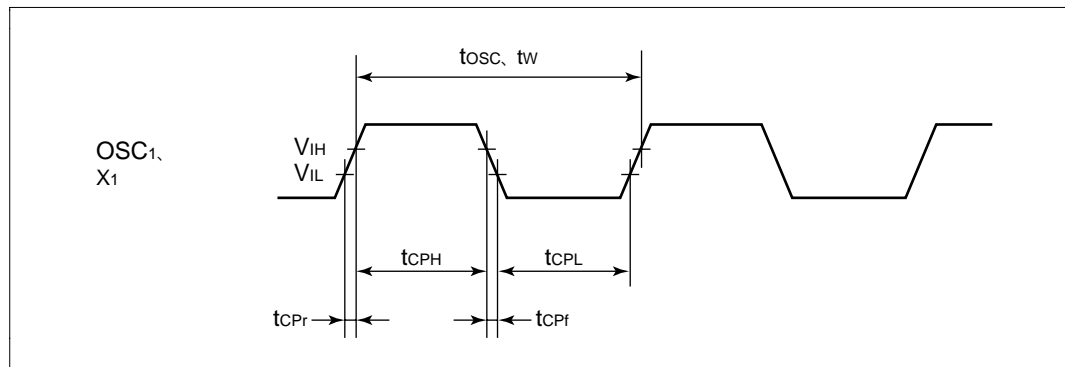 tOSC、tW
OSC1、
X1
VIH
VIL
tCPH
tCPL
tCPr
tCPf